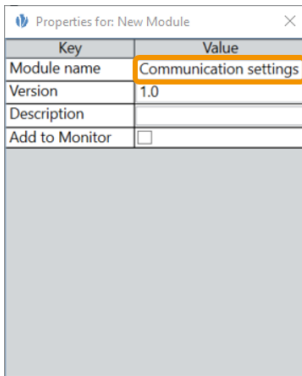 Properties for: New Module
Key Value
Module name Communication settings
Version 1.0
Description
Add to Monitor